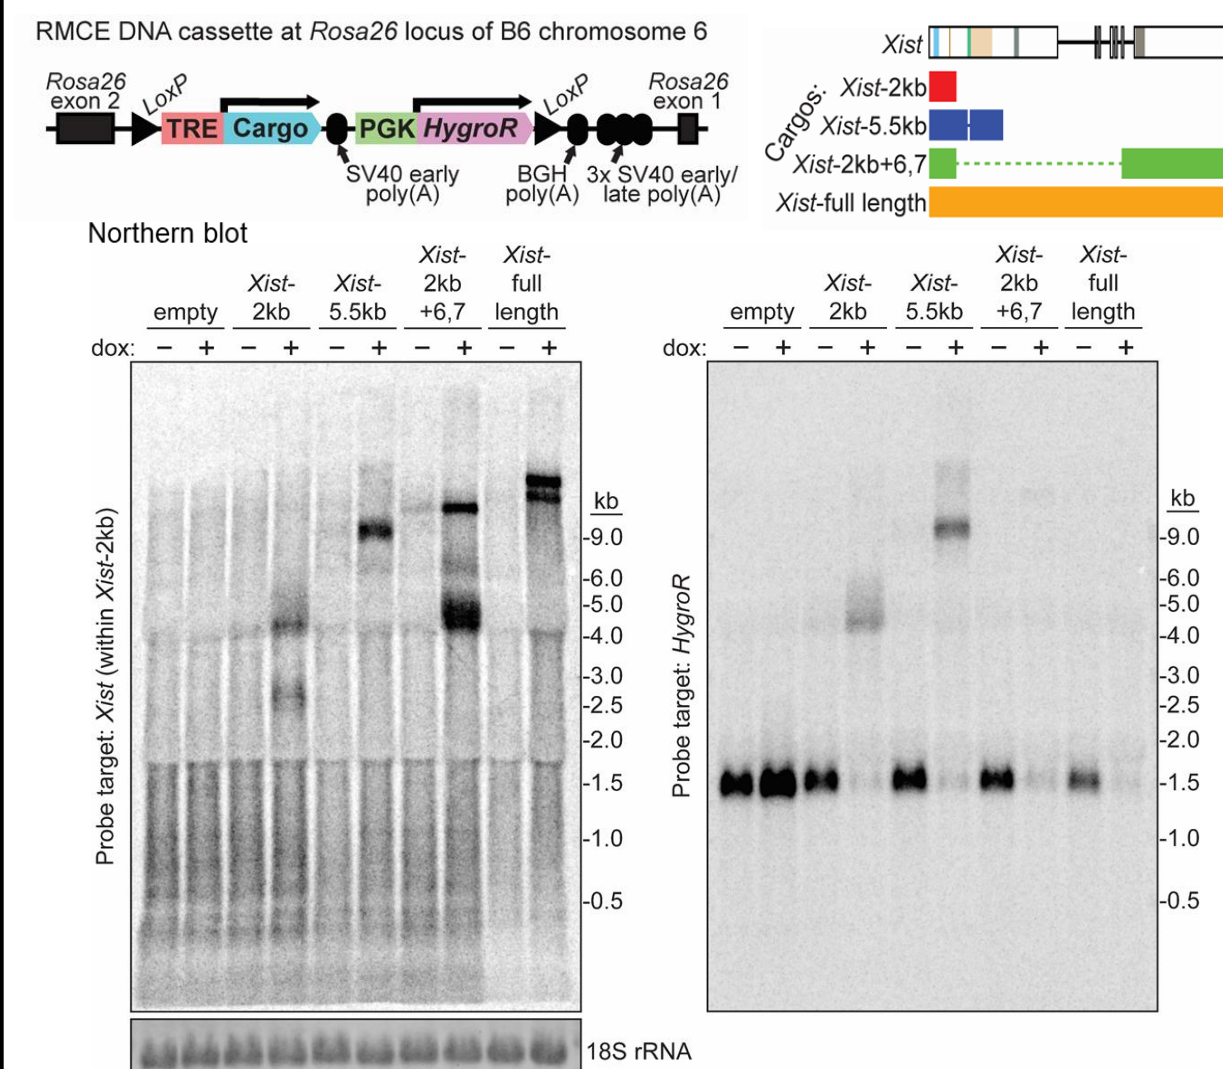 RMCE DNA cassette at Rosa26 locus of B6 chromosome 6
Rosa26
exon 2
LoxP
TRE
Cargo
PGK
HygroR
LoxP
Rosa26
exon 1
SV40 early
poly(A)
BGH
poly(A)
3x SV40 early/
late poly(A)
Xist
Cargos:
Xist-2kb
Xist-5.5kb
Xist-2kb+6,7
Xist-full length
Northern blot
empty
Xist-
2kb
Xist-
5.5kb
Xist-
2kb
+6,7
Xist-
full
length
dox: − + − + − + − + − +
Probe target: Xist (within Xist-2kb)
kb
-9.0
-6.0
-5.0
-4.0
-3.0
-2.5
-2.0
-1.5
-1.0
-0.5
18S rRNA
empty
Xist-
2kb
Xist-
5.5kb
Xist-
2kb
+6,7
Xist-
full
length
dox: − + − + − + − + − +
Probe target: HygroR
kb
-9.0
-6.0
-5.0
-4.0
-3.0
-2.5
-2.0
-1.5
-1.0
-0.5